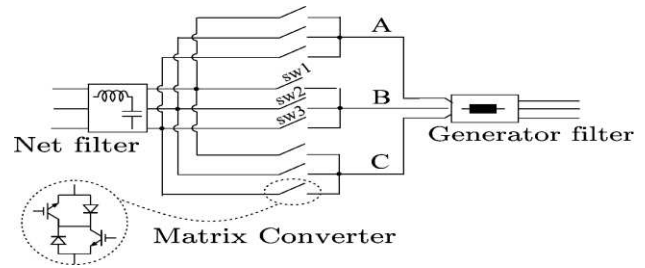 A
sw1
sw2
B
sw3
Net filter
Generator filter
C
Matrix Converter